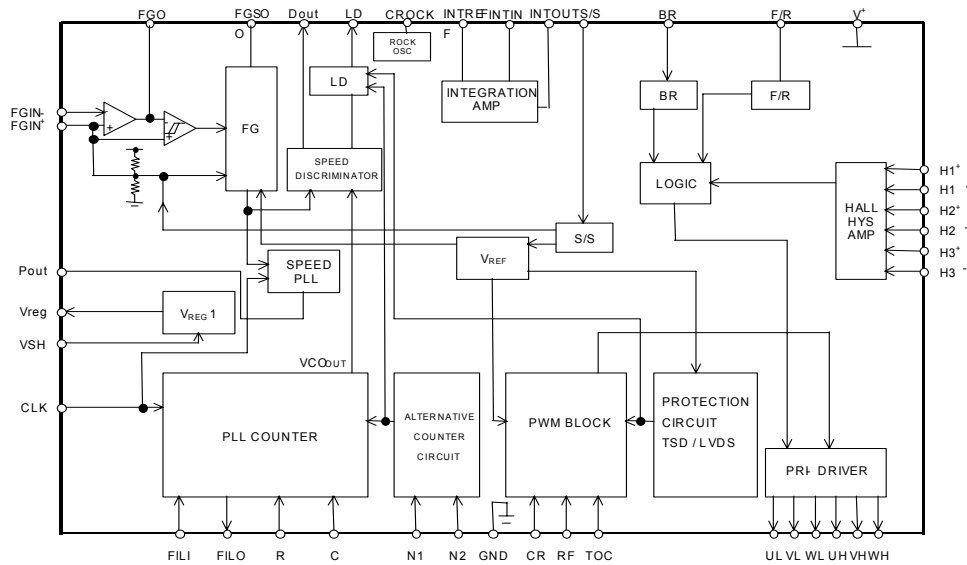 FGO FGSO Dout LD CROCK INTREF INTIN INTOUT S/S BR F/R V+
ROCK OSC
LD
INTEGRATION AMP
BR
F/R
FGIN-
FGIN+
FG
SPEED DISCRIMINATOR
LOGIC
HALL HYS AMP
H1+
H1 -
H2+
H2 -
H3+
H3 -
S/S
VREF
SPEED PLL
Pout
Vreg
VREG 1
VSH
VCOOUT
CLK
PLL COUNTER
ALTERNATIVE COUNTER CIRCUIT
PWM BLOCK
PROTECTION CIRCUIT TSD / LVDS
PRI- DRIVER
FILI FILO R C N1 N2 GND CR RF TOC UL VL WL UH VH WH